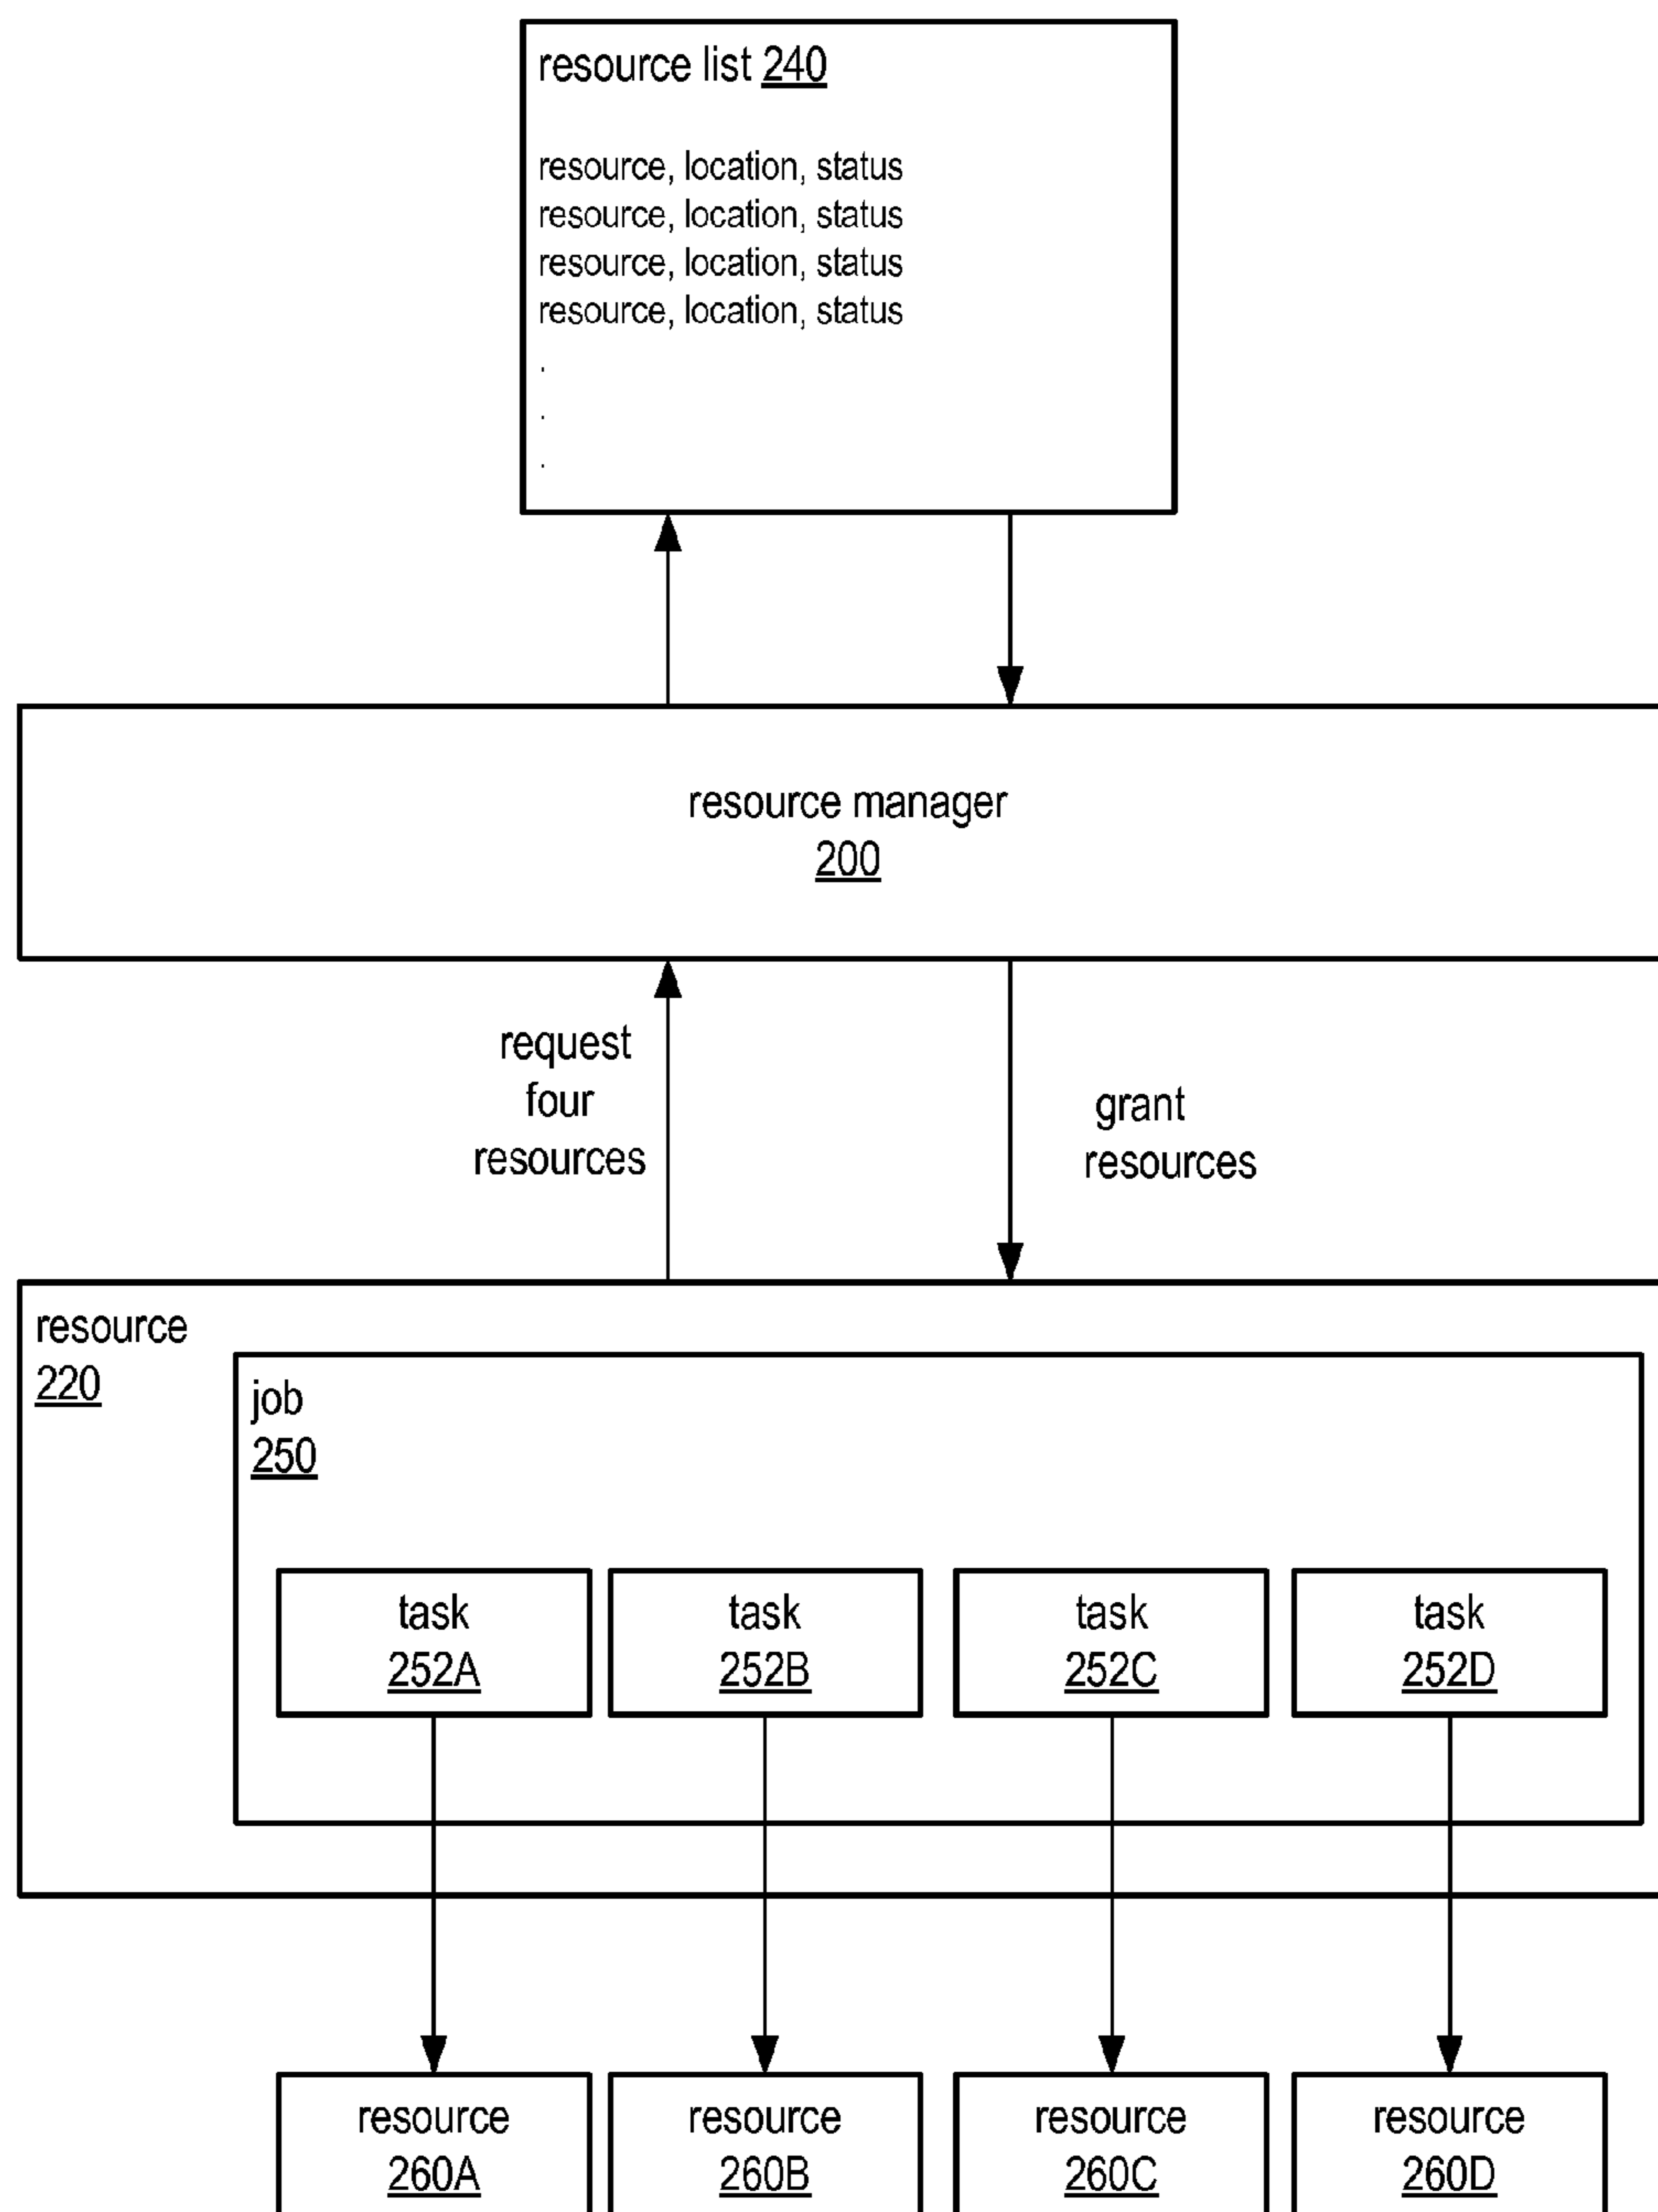 resource list 240
resource, location, status
resource, location, status
resource, location, status
resource, location, status
.
.
.
resource manager
200
request
four
resources
grant
resources
resource
220
job
250
task
252A
task
252B
task
252C
task
252D
resource
260A
resource
260B
resource
260C
resource
260D